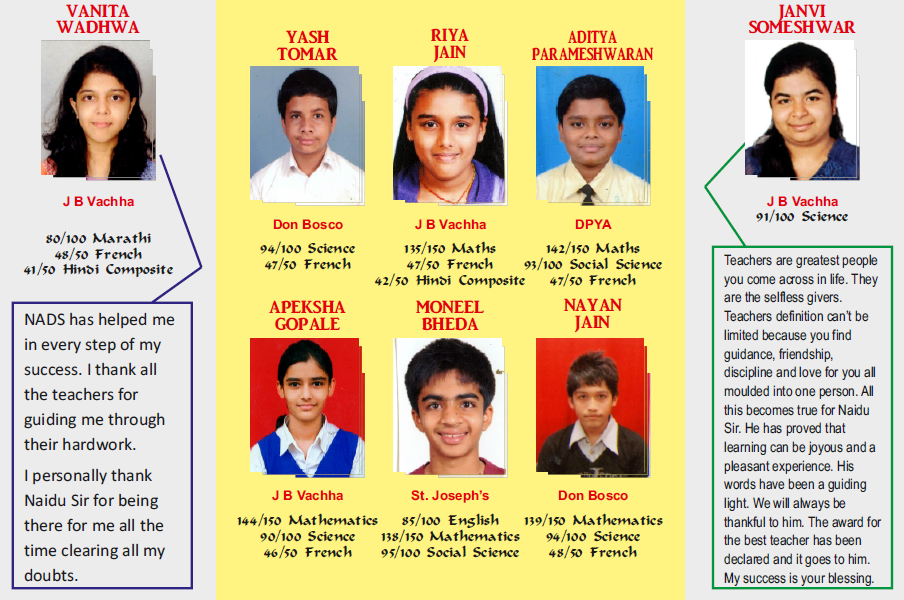 VANITA
WADHWA
J B Vachha
80/100 Marathi
48/50 French
41/50 Hindi Composite
NADS has helped me
in every step of my
success. I thank all
the teachers for
guiding me through
their hardwork.
I personally thank
Naidu Sir for being
there for me all the
time clearing all my
doubts.
YASH
TOMAR
Don Bosco
94/100 Science
47/50 French
RIYA
JAIN
J B Vachha
135/150 Maths
47/50 French
42/50 Hindi Composite
ADITYA
PARAMESHWARAN
DPYA
142/150 Maths
93/100 Social Science
47/50 French
APEKSHA
GOPALE
J B Vachha
144/150 Mathematics
90/100 Science
46/50 French
MONEEL
BHEDA
St. Joseph's
85/100 English
138/150 Mathematics
95/100 Social Science
NAYAN
JAIN
Don Bosco
139/150 Mathematics
94/100 Science
48/50 French
JANVI
SOMESHWAR
J B Vachha
91/100 Science
Teachers are greatest people
you come across in life. They
are the selfless givers.
Teachers definition can't be
limited because you find
guidance, friendship,
discipline and love for you all
moulded into one person. All
this becomes true for Naidu
Sir. He has proved that
learning can be joyous and a
pleasant experience. His
words have been a guiding
light. We will always be
thankful to him. The award for
the best teacher has been
declared and it goes to him.
My success is your blessing.